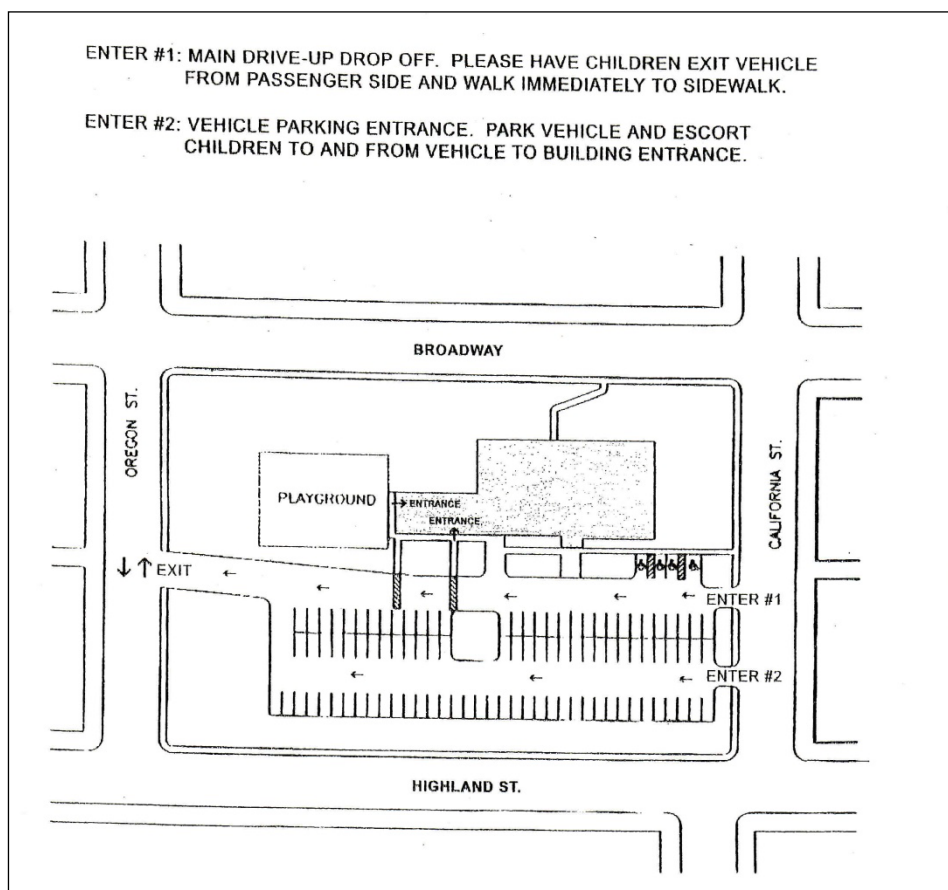 ENTER #1: MAIN DRIVE-UP DROP OFF. PLEASE HAVE CHILDREN EXIT VEHICLE
FROM PASSENGER SIDE AND WALK IMMEDIATELY TO SIDEWALK.
ENTER #2: VEHICLE PARKING ENTRANCE. PARK VEHICLE AND ESCORT
CHILDREN TO AND FROM VEHICLE TO BUILDING ENTRANCE.
BROADWAY
OREGON ST.
CALIFORNIA ST.
PLAYGROUND
ENTRANCE
ENTRANCE
EXIT
ENTER #1
ENTER #2
HIGHLAND ST.